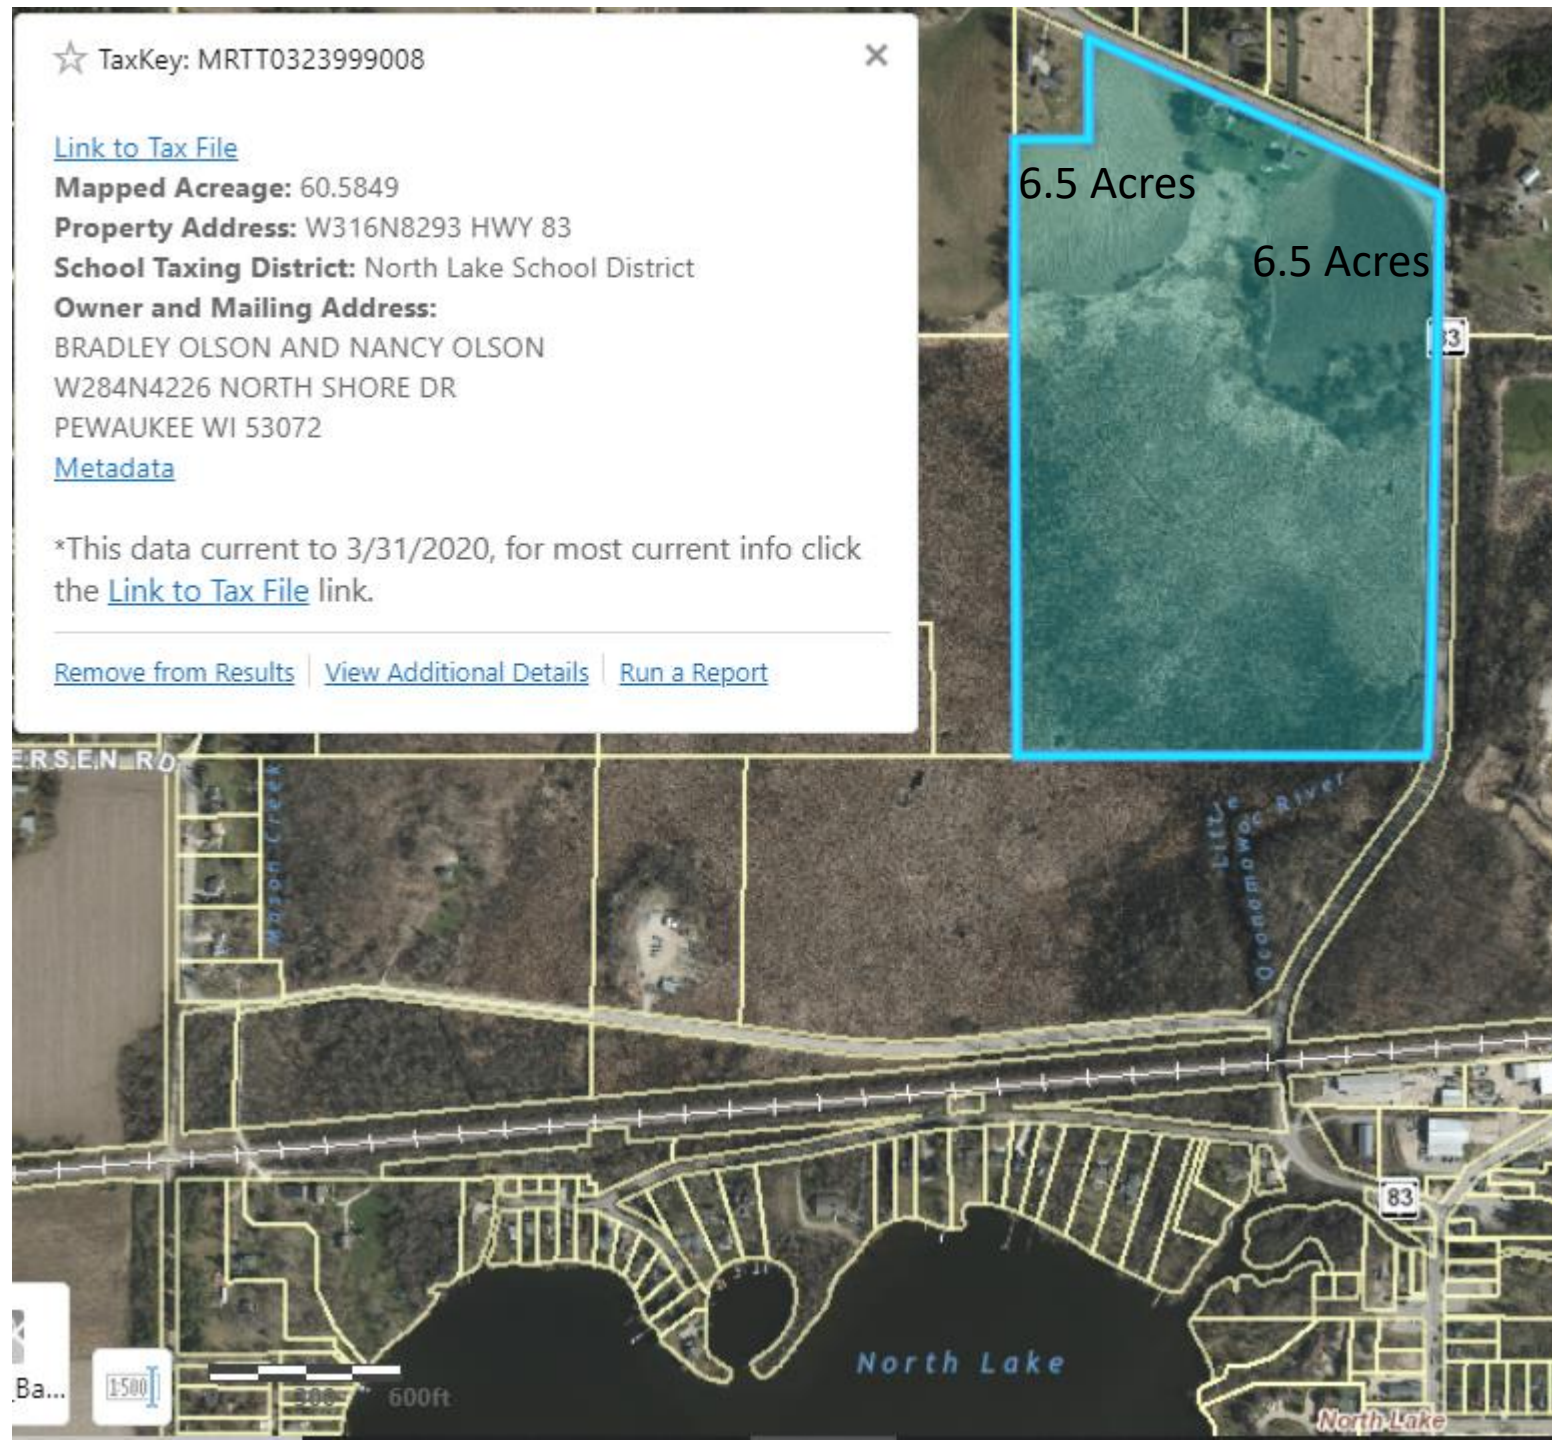 TaxKey: MRTT0323999008
Link to Tax File
Mapped Acreage: 60.5849
Property Address: W316N8293 HWY 83
School Taxing District: North Lake School District
Owner and Mailing Address:
BRADLEY OLSON AND NANCY OLSON
W284N4226 NORTH SHORE DR
PEWAUKEE WI 53072
Metadata
*This data current to 3/31/2020, for most current info click
the Link to Tax File link.
Remove from Results View Additional Details Run a Report
6.5 Acres
6.5 Acres
83
ERSEN RD
Mason Creek
Little
Oconomowoc River
83
North Lake
Ba...
1:500
300 600ft
North Lake